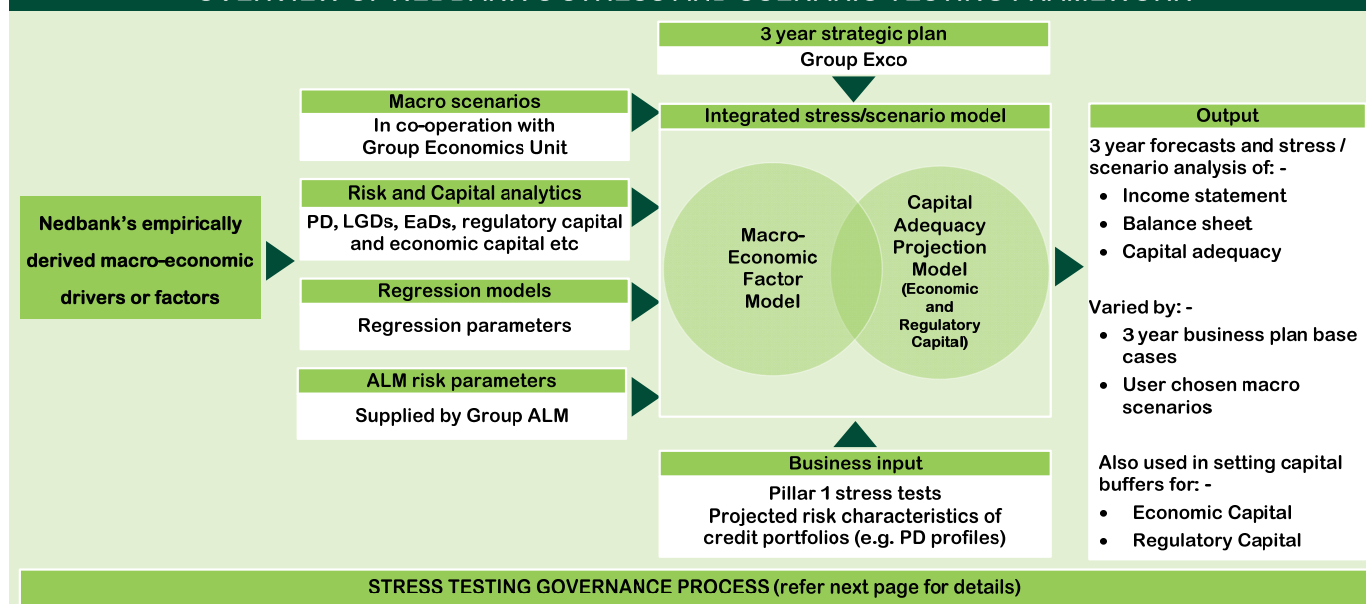 3 year strategic plan
Group Exco
Macro scenarios
In co-operation with
Group Economics Unit
Risk and Capital analytics
PD, LGDs, EaDs, regulatory capital
and economic capital etc
Regression models
Regression parameters
ALM risk parameters
Supplied by Group ALM
Nedbank's empirically
derived macro-economic
drivers or factors
Integrated stress/scenario model
Macro-
Economic
Factor
Model
Capital
Adequacy
Projection
Model
(Economic
and
Regulatory
Capital)
Business input
Pillar 1 stress tests
Projected risk characteristics of
credit portfolios (e.g. PD profiles)
Output
3 year forecasts and stress /
scenario analysis of: -
• Income statement
• Balance sheet
• Capital adequacy
Varied by: -
• 3 year business plan base
cases
• User chosen macro
scenarios
Also used in setting capital
buffers for: -
• Economic Capital
• Regulatory Capital
STRESS TESTING GOVERNANCE PROCESS (refer next page for details)